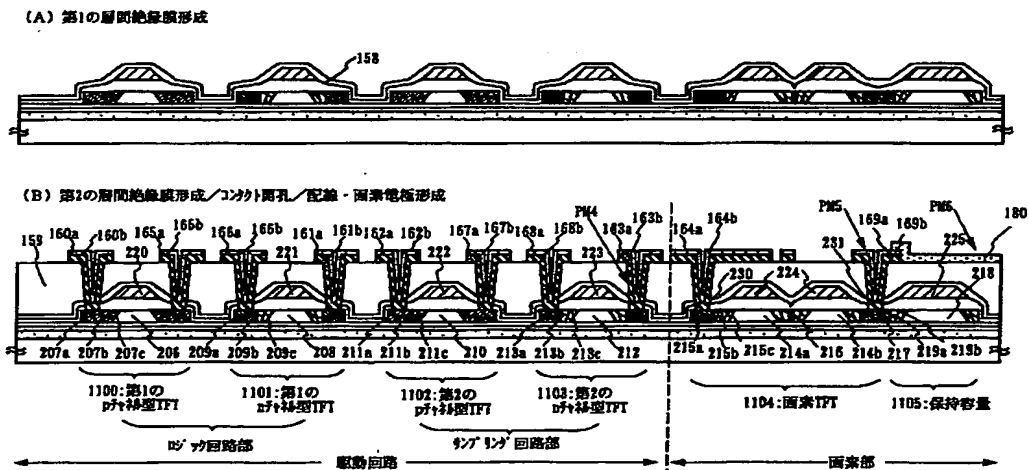 (A) 第1の層間絶縁膜形成
158
(B) 第2の層間絶縁膜形成/コンタクト開孔/配線・画素電極形成
160a 160b 165a 165b 166a 166b 161a 161b 162a 162b 167a 167b 168a 168b PM4 163a 163b 164a 164b PM5 169a 169b PM6 180
159 220 221 222 223 230 224 231 225 218
207a 207b 207c 206 209a 209b 209c 208 211a 211b 211c 210 213a 213b 213c 212 215a 215b 215c 214a 216 214b 217 219a 219b
1100:第1の pチャネル型TFT
1101:第1の nチャネル型TFT
1102:第2の pチャネル型TFT
1103:第2の nチャネル型TFT
1104:画素TFT
1105:保持容量
ロジック回路部
サンプリング回路部
駆動回路
画素部